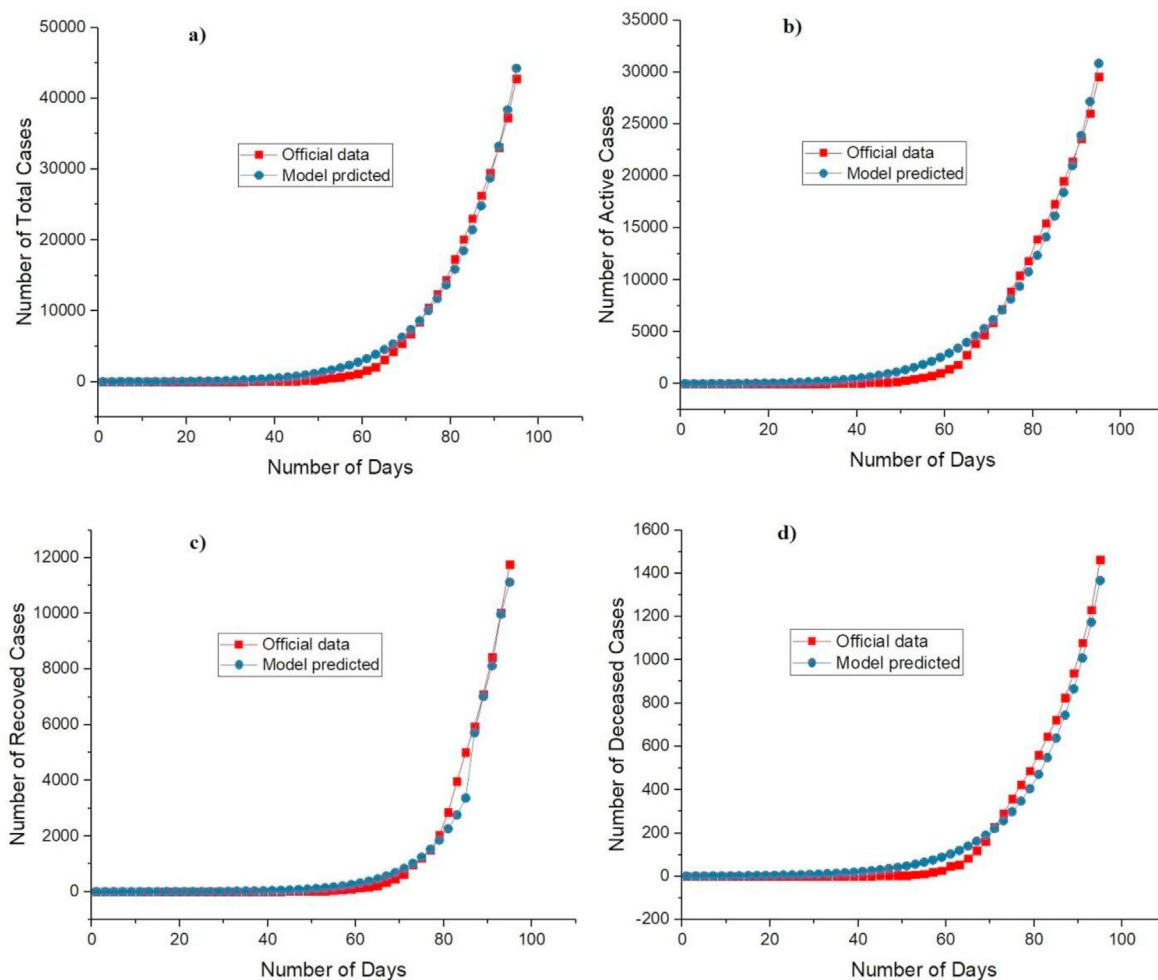 a)
50000
40000
30000
20000
10000
0
Number of Total Cases
Official data
Model prdicted
0 20 40 60 80 100
Number of Days
b)
35000
30000
25000
20000
15000
10000
5000
0
Number of Active Cases
Official data
Model predicted
0 20 40 60 80 100
Number of Days
c)
12000
10000
8000
6000
4000
2000
0
Number of Recoved Cases
Official data
Model predicted
0 20 40 60 80 100
Number of Days
d)
1600
1400
1200
1000
800
600
400
200
0
-200
Number of Deceased Cases
Official data
Model predicted
0 20 40 60 80 100
Number of Days